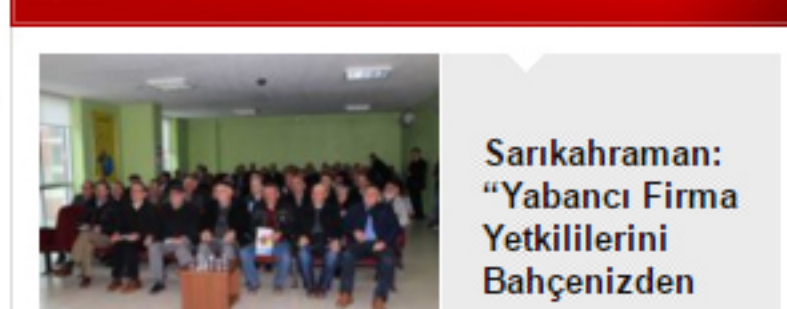 Sarıkahraman:
“Yabancı Firma
Yetkililerini
Bahçenizden